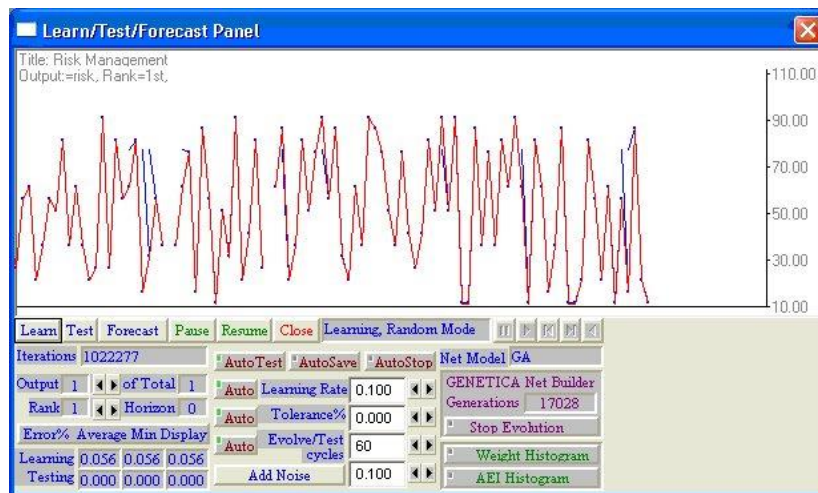 Learn/Test/Forecast Panel
Title: Risk Management
Output:=risk, Rank=1st,
110.00
90.00
70.00
50.00
30.00
10.00
Learn Test Forecast Pause Resume Close Learning, Random Mode
Iterations 1022277 AutoTest AutoSave AutoStop Net Model GA
Output 1 of Total 1 Auto Learning Rate 0.100 GENETICA Net Builder
Rank 1 Horizon 0 Auto Tolerance% 0.000 Generations 17028
Error% Average Min Display Auto Evolve/Test cycles 60 Stop Evolution
Learning 0.056 0.056 0.056 Weight Histogram
Testing 0.000 0.000 0.000 Add Noise 0.100 AEI Histogram